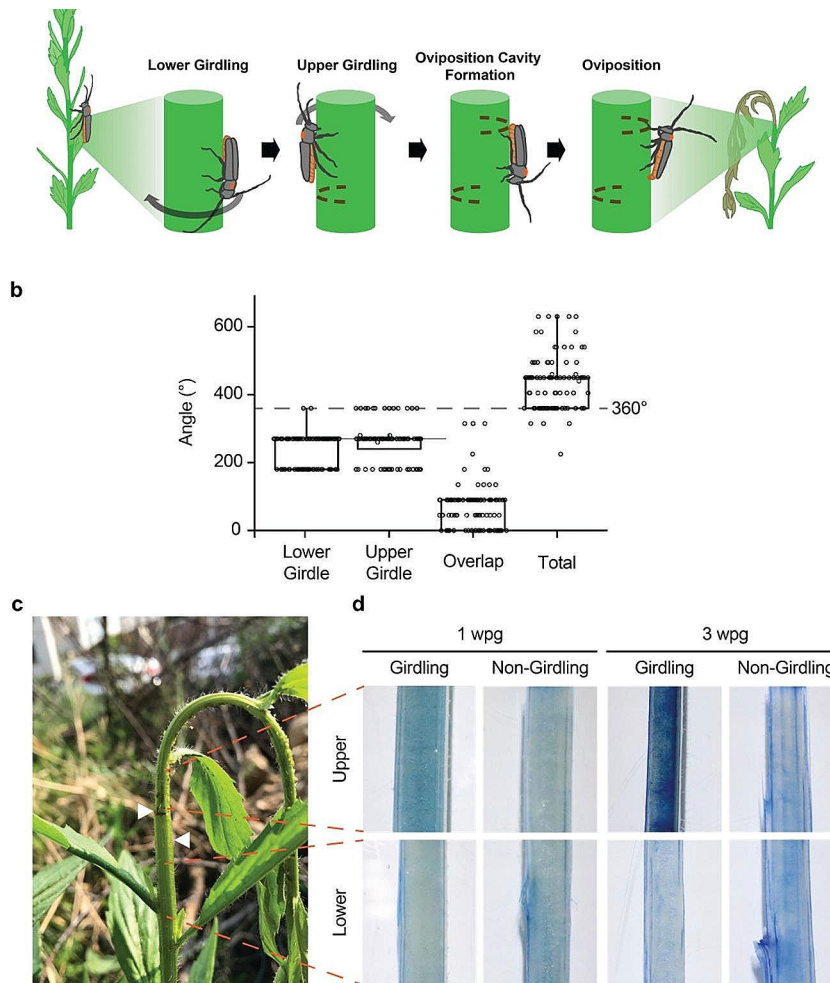 Lower Girdling
Upper Girdling
Oviposition Cavity
Formation
Oviposition
b
Angle (°)
600
400
200
0
360°
Lower
Girdle
Upper
Girdle
Overlap
Total
c
d
1 wpg
3 wpg
Girdling
Non-Girdling
Girdling
Non-Girdling
Upper
Lower